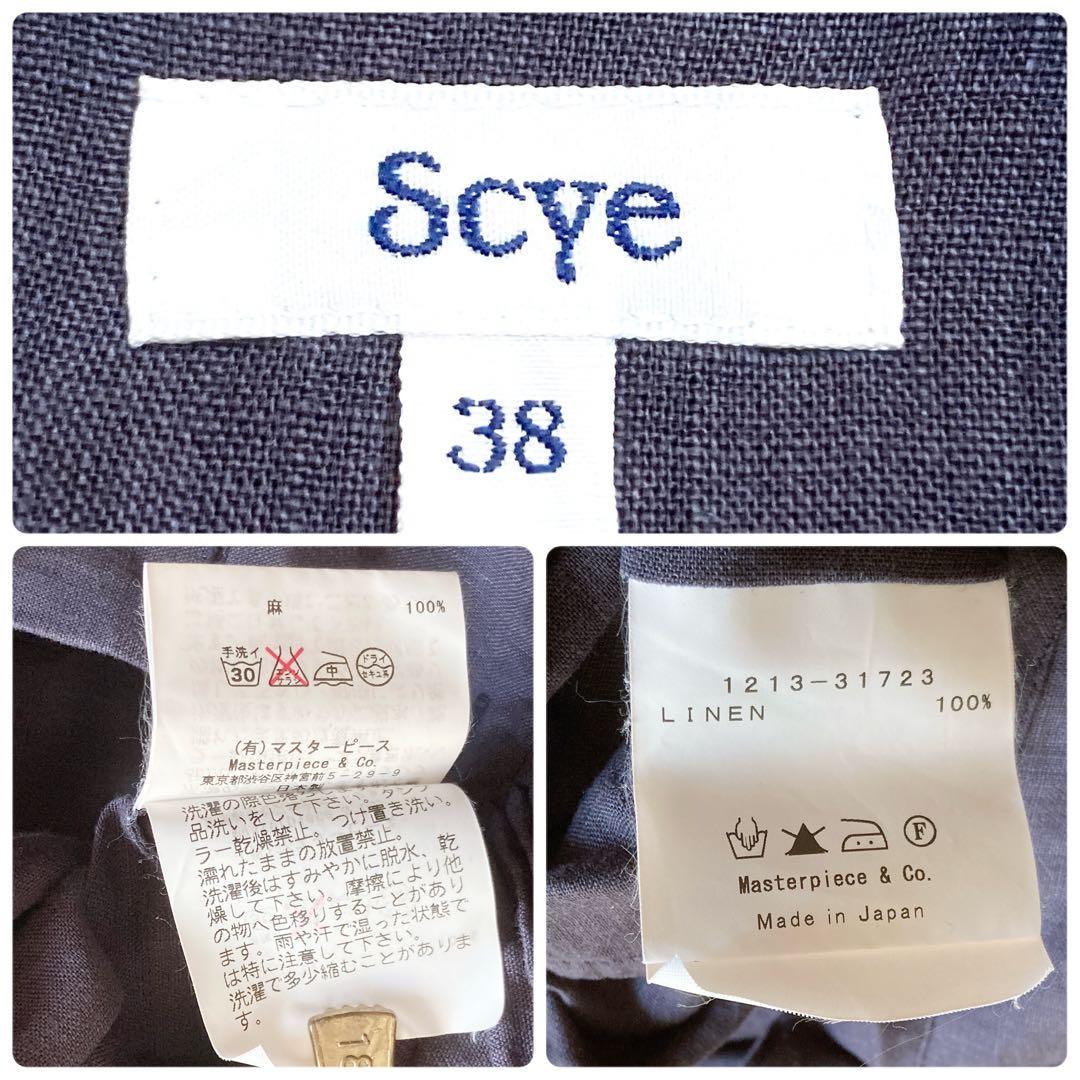 Scye
38
麻 100%
手洗イ
30
エンソ
サラシ
中
ドライ
セキユ系
(有)マスターピース
Masterpiece & Co.
東京都渋谷区神宮前5-29-9
日本製
洗濯の際色落
品洗いをして下さい。タンブ
ラー乾燥禁止。つけ置き洗い。
濡れたままの放置禁止。
洗濯後はすみやかに脱水、乾
燥して下さい。摩擦により他
の物へ色移りすることがあり
ます。雨や汗で湿った状態で
は特に注意して下さい。
洗濯で多少縮むことがありま
す。
1213-31723
LINEN 100%
F
Masterpiece & Co.
Made in Japan